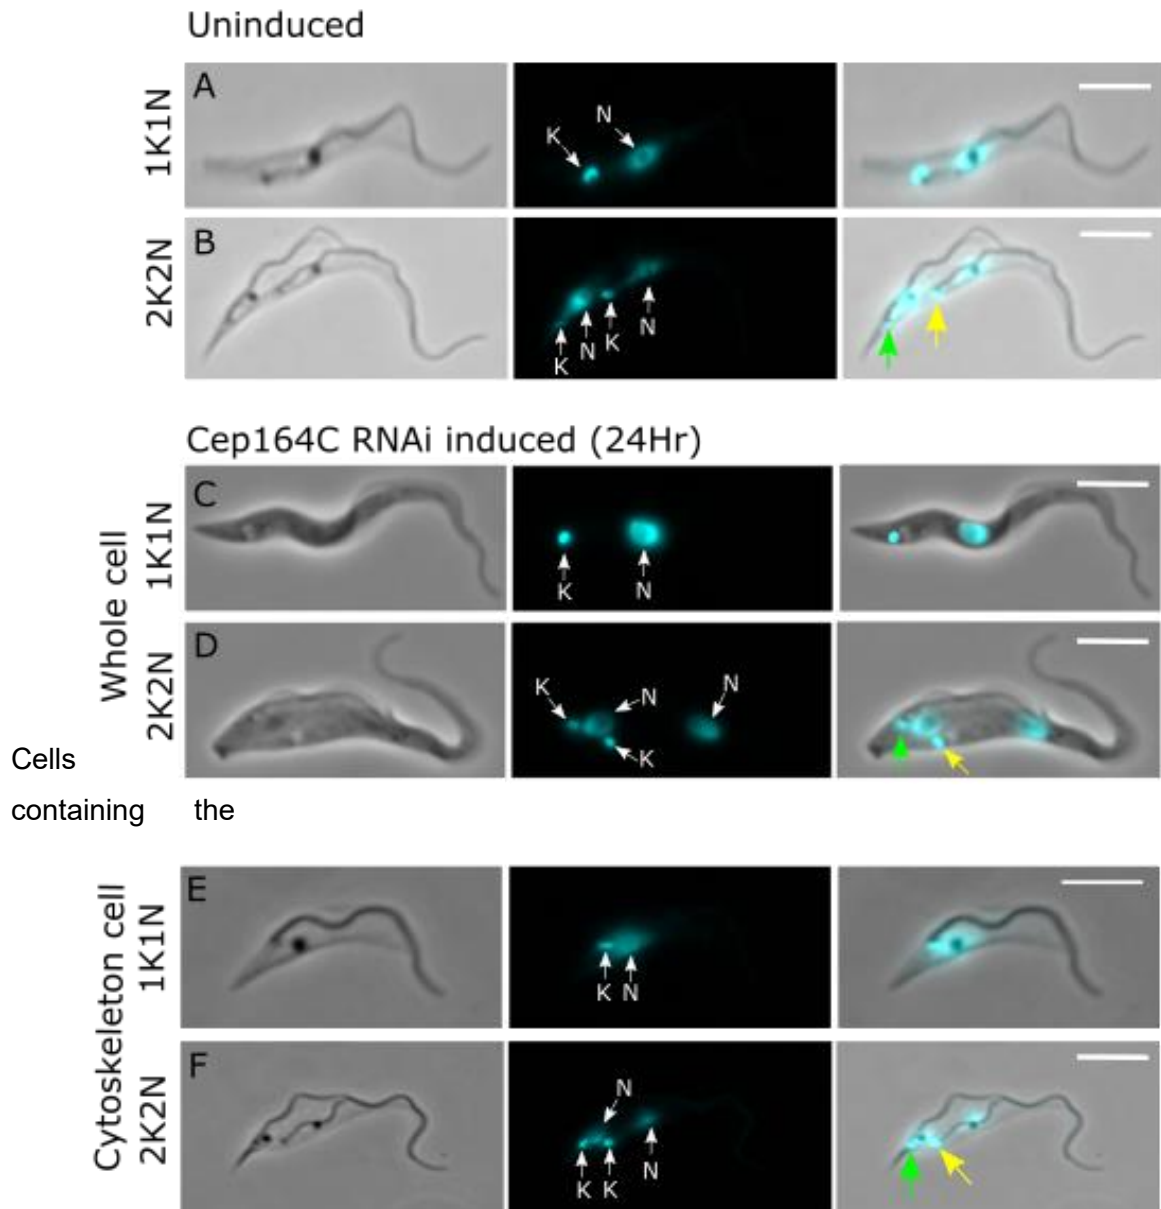 Uninduced
1K1N
A
K
N
2K2N
B
K
N
K
N
Cep164C RNAi induced (24Hr)
Whole cell
1K1N
C
K
N
2K2N
D
K
N
N
K
Cells
containing the
Cytoskeleton cell
1K1N
E
K N
2K2N
F
N
K K
N